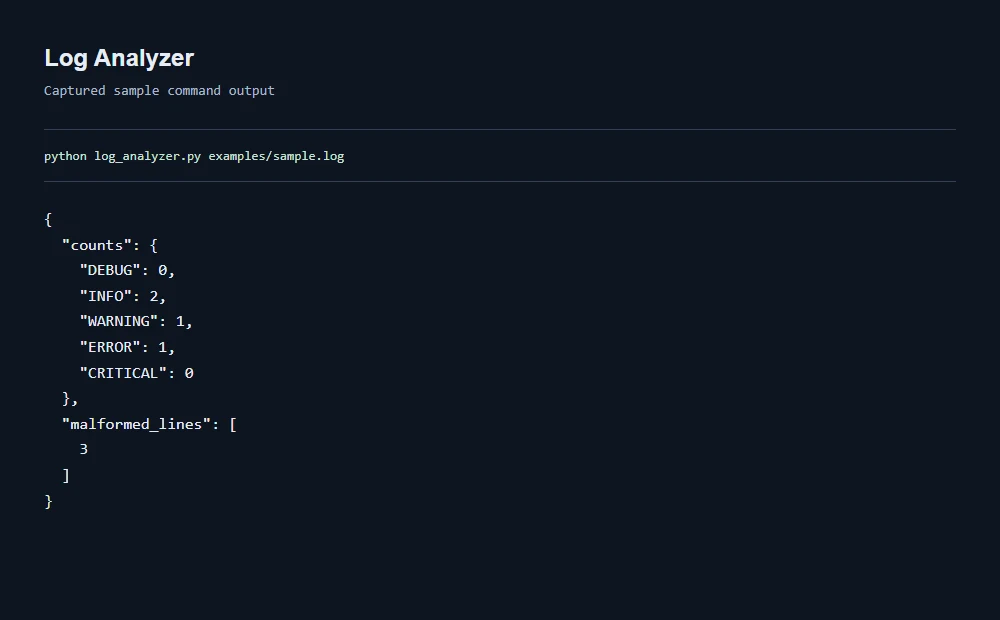 Log Analyzer
Captured sample command output
python log_analyzer.py examples/sample.log
{
  "counts": {
    "DEBUG": 0,
    "INFO": 2,
    "WARNING": 1,
    "ERROR": 1,
    "CRITICAL": 0
  },
  "malformed_lines": [
    3
  ]
}